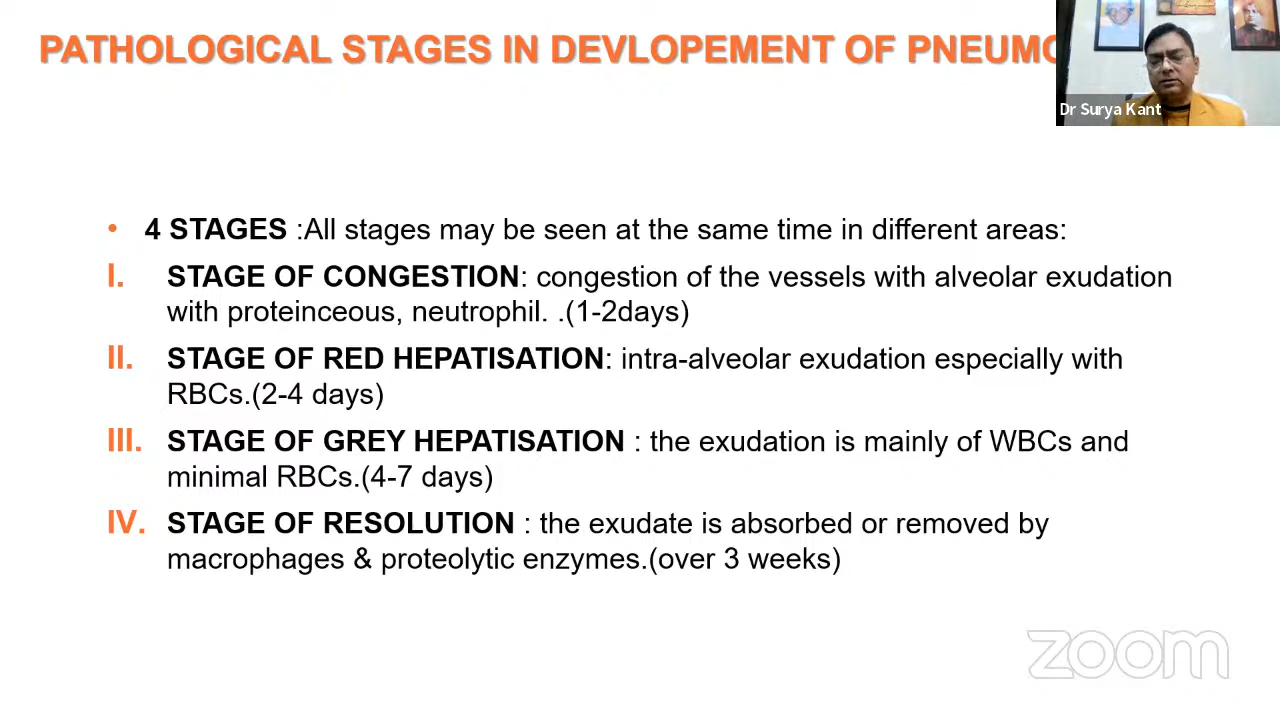 PATHOLOGICAL STAGES IN DEVLOPEMENT OF
Dr Surya Kant
• 4 STAGES :All stages may be seen at the same time in different areas:
I. STAGE OF CONGESTION: congestion of the vessels with alveolar exudation
with proteinceous, neutrophil. .(1-2days)
II. STAGE OF RED HEPATISATION: intra-alveolar exudation especially with
RBCs.(2-4 days)
III. STAGE OF GREY HEPATISATION : the exudation is mainly of WBCs and
minimal RBCs.(4-7 days)
IV. STAGE OF RESOLUTION : the exudate is absorbed or removed by
macrophages & proteolytic enzymes.(over 3 weeks)
zoom